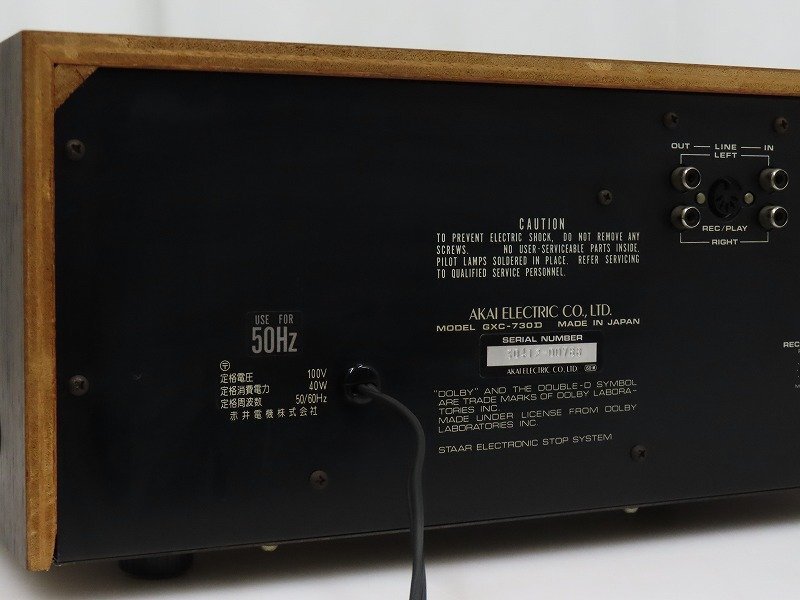 OUT LINE IN
LEFT
REC/PLAY
RIGHT
CAUTION
TO PREVENT ELECTRIC SHOCK, DO NOT REMOVE ANY
SCREWS. NO USER-SERVICEABLE PARTS INSIDE.
PILOT LAMPS SOLDERED IN PLACE. REFER SERVICING
TO QUALIFIED SERVICE PERSONNEL.
AKAI ELECTRIC CO., LTD.
MODEL GXC-730D MADE IN JAPAN
SERIAL NUMBER
AKAI ELECTRIC CO., LTD.
"DOLBY" AND THE DOUBLE-D SYMBOL
ARE TRADE MARKS OF DOLBY LABORA-
TORIES INC.
MADE UNDER LICENSE FROM DOLBY
LABORATORIES INC.
STAAR ELECTRONIC STOP SYSTEM
USE FOR
50Hz
〒
定格電圧 100V
定格消費電力 40W
定格周波数 50/60Hz
赤井電機株式会社
REC